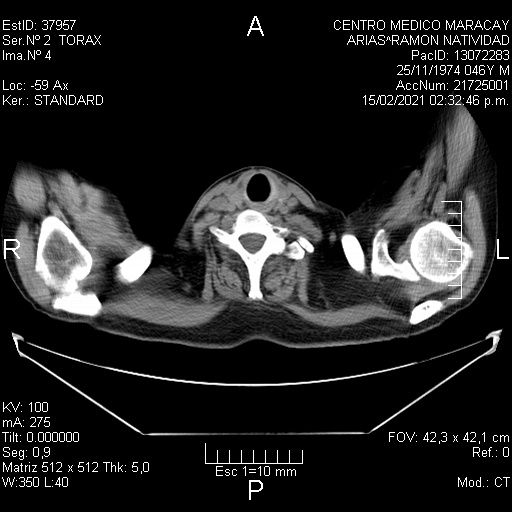 EstID: 37957
Ser.Nº 2 TORAX
Ima.Nº 4
Loc: -59 Ax
Ker.: STANDARD
A
CENTRO MEDICO MARACAY
ARIAS^RAMON NATIVIDAD
PacID: 13072283
25/11/1974 046Y M
AccNum: 21725001
15/02/2021 02:32:46 p.m.
R
L
KV: 100
mA: 275
Tilt: 0.000000
Seg: 0,9
Matriz 512 x 512 Thk: 5,0
W:350 L:40
Esc 1=10 mm
P
FOV: 42,3 x 42,1 cm
Ref.: 0
Mod.: CT